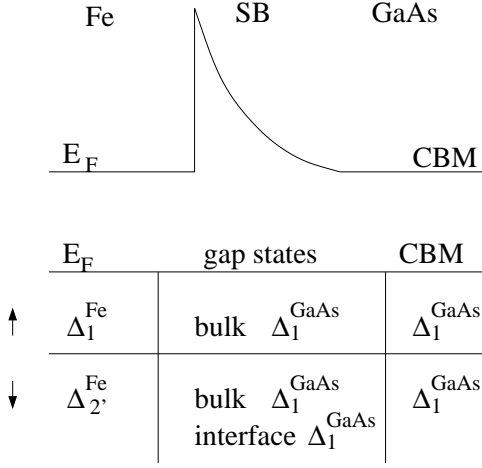 Fe SB GaAs
E_F CBM
E_F gap states CBM
↑ Δ_1^Fe bulk Δ_1^GaAs Δ_1^GaAs
↓ Δ_2'^Fe bulk Δ_1^GaAs Δ_1^GaAs
interface Δ_1^GaAs